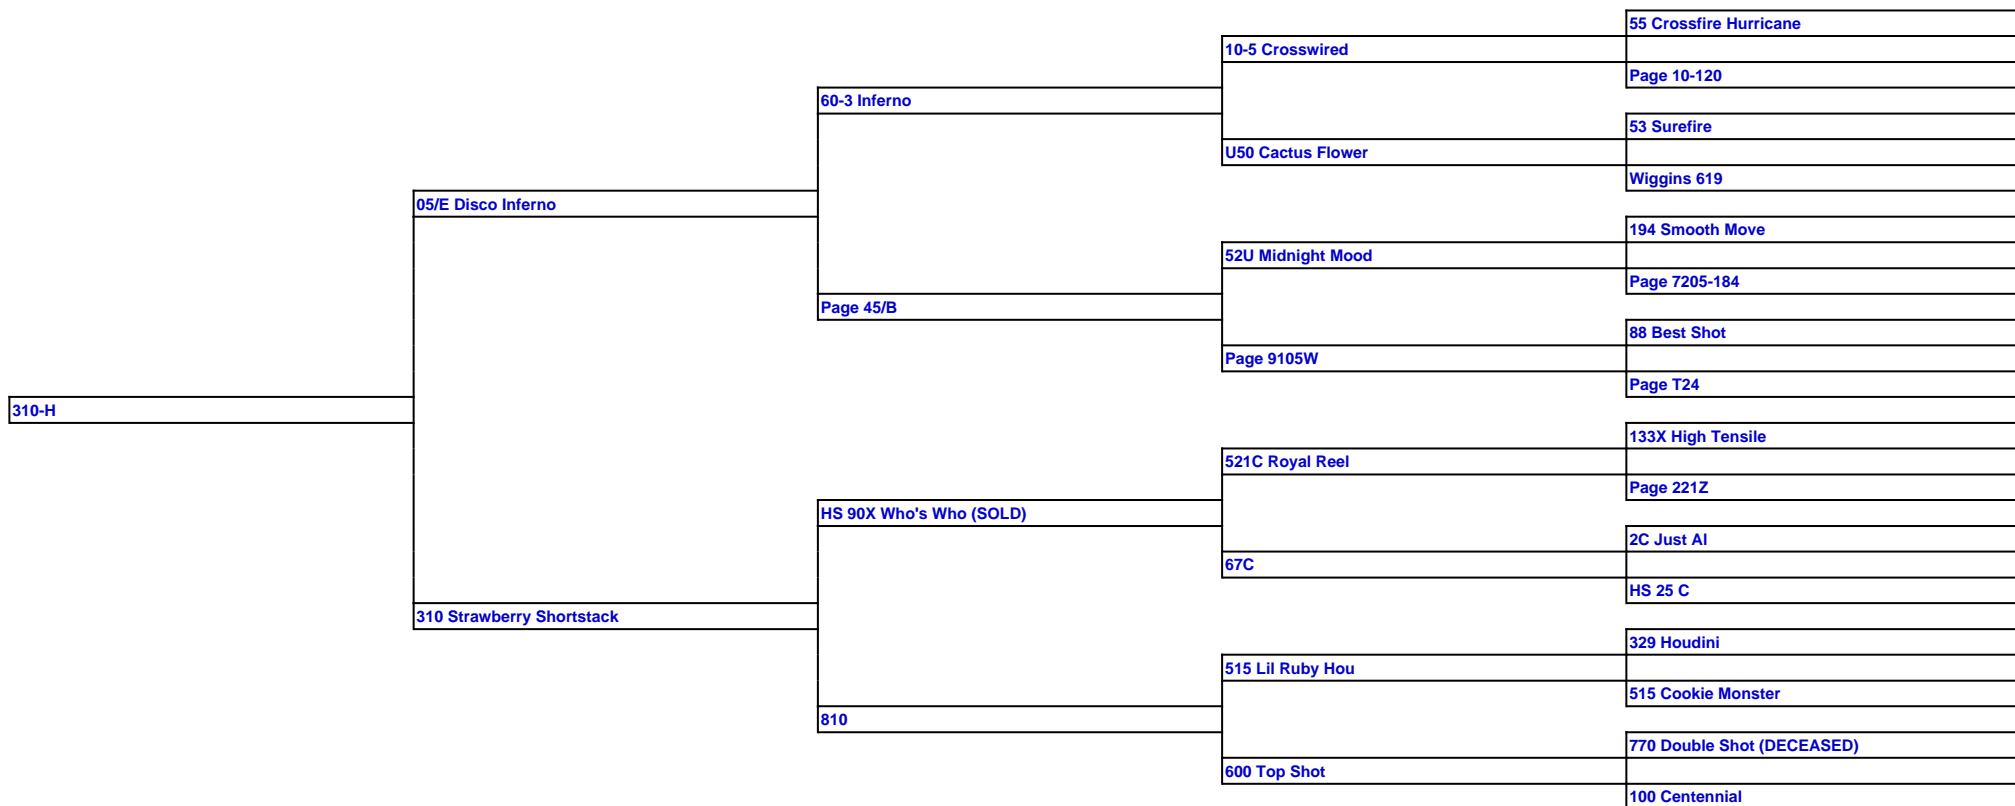 55 Crossfire Hurricane
10-5 Crosswired
Page 10-120
60-3 Inferno
53 Surefire
U50 Cactus Flower
Wiggins 619
05/E Disco Inferno
194 Smooth Move
52U Midnight Mood
Page 7205-184
Page 45/B
88 Best Shot
Page 9105W
Page T24
310-H
133X High Tensile
521C Royal Reel
Page 221Z
HS 90X Who's Who (SOLD)
2C Just Al
67C
HS 25 C
310 Strawberry Shortstack
329 Houdini
515 Lil Ruby Hou
515 Cookie Monster
810
770 Double Shot (DECEASED)
600 Top Shot
100 Centennial